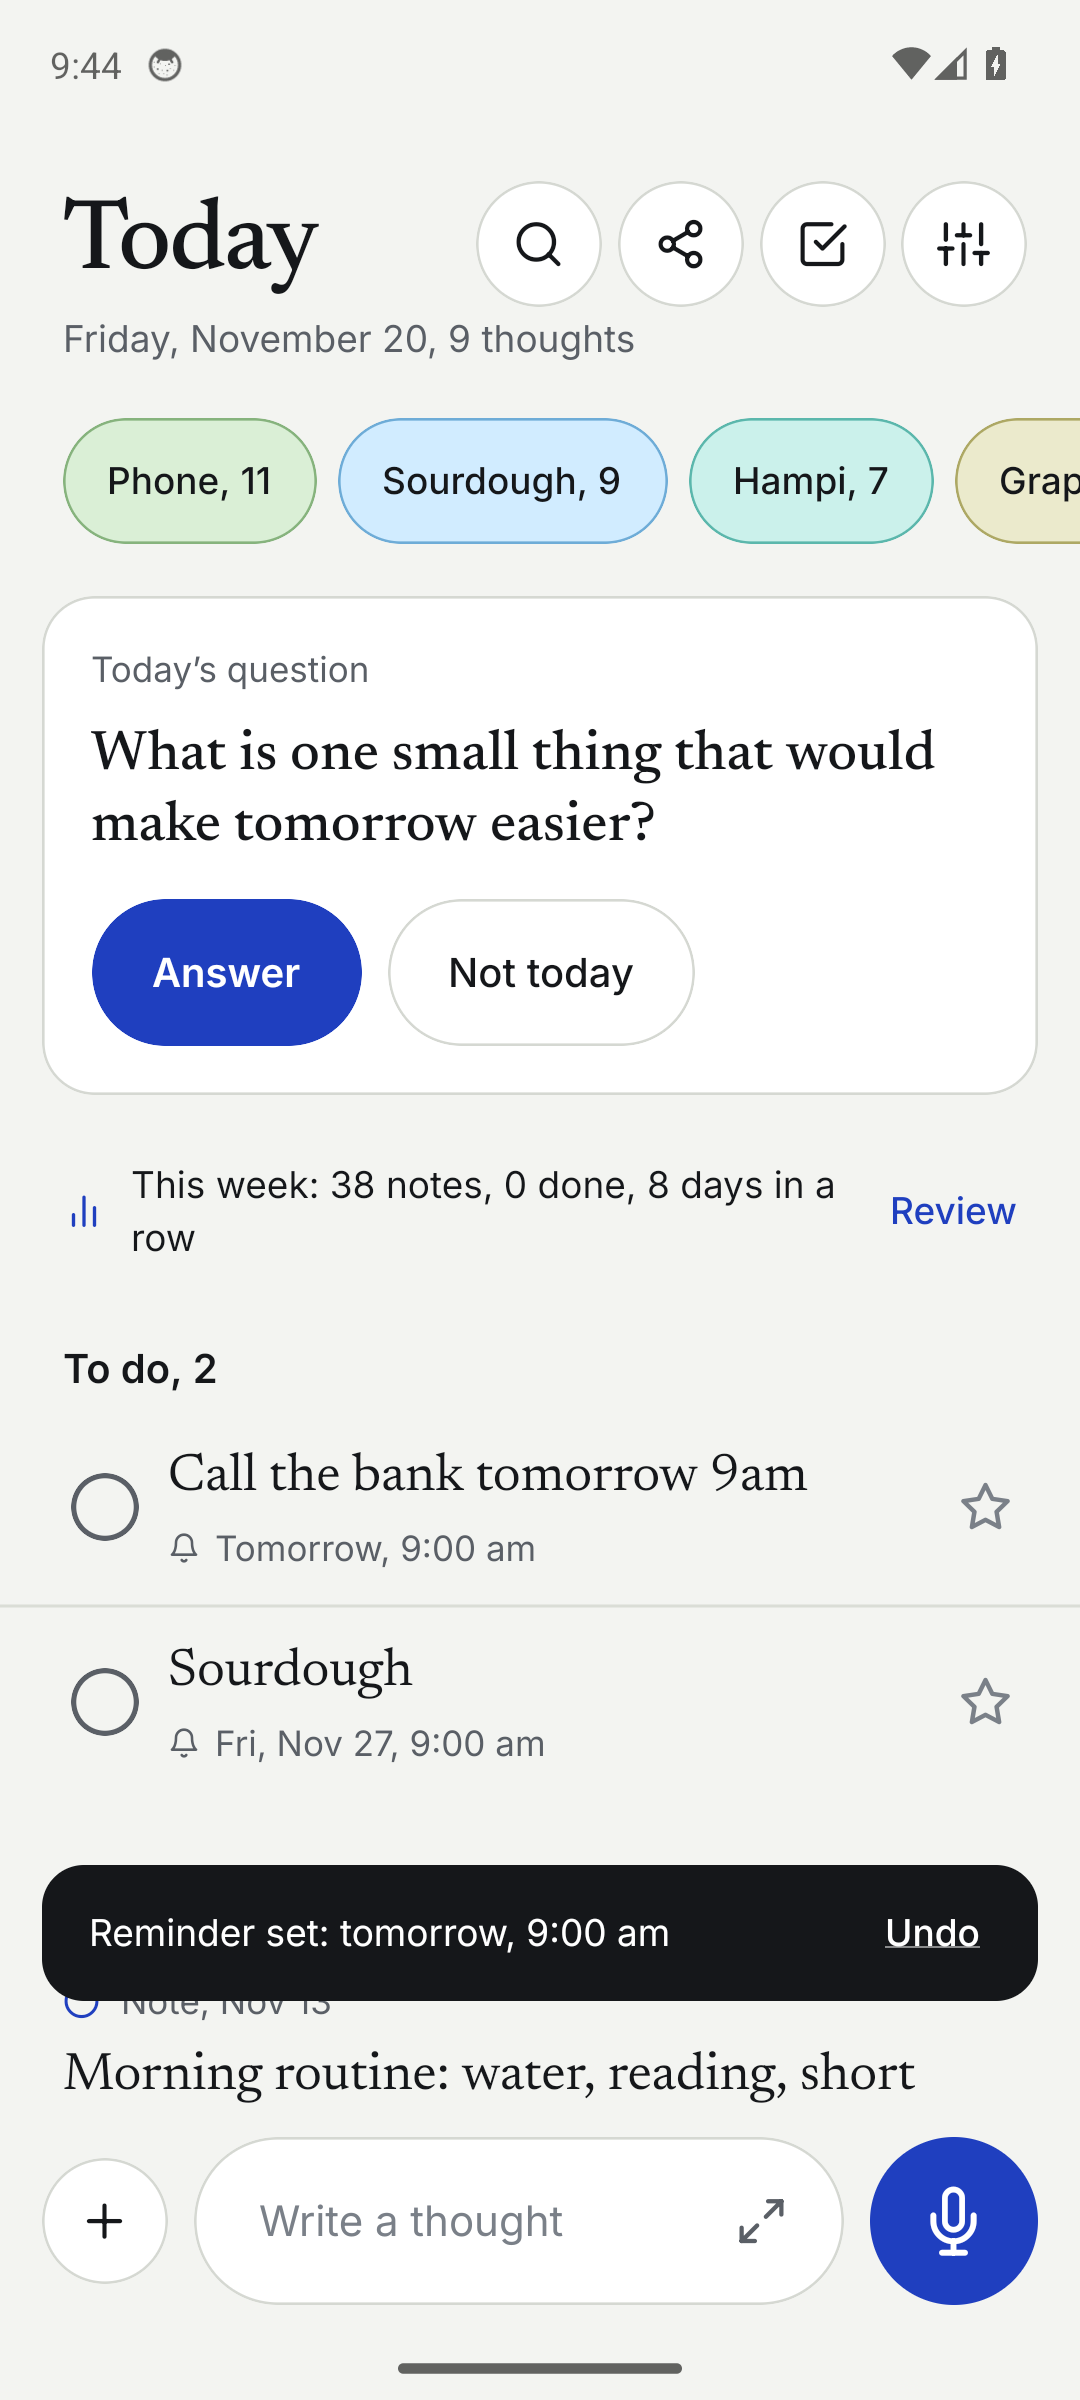 9:44
Today
Friday, November 20, 9 thoughts
Phone, 11
Sourdough, 9
Hampi, 7
Grap
Today’s question
What is one small thing that would
make tomorrow easier?
Answer
Not today
This week: 38 notes, 0 done, 8 days in a
row
Review
To do, 2
Call the bank tomorrow 9am
Tomorrow, 9:00 am
Sourdough
Fri, Nov 27, 9:00 am
Reminder set: tomorrow, 9:00 am
Undo
Note, Nov 13
Morning routine: water, reading, short
Write a thought